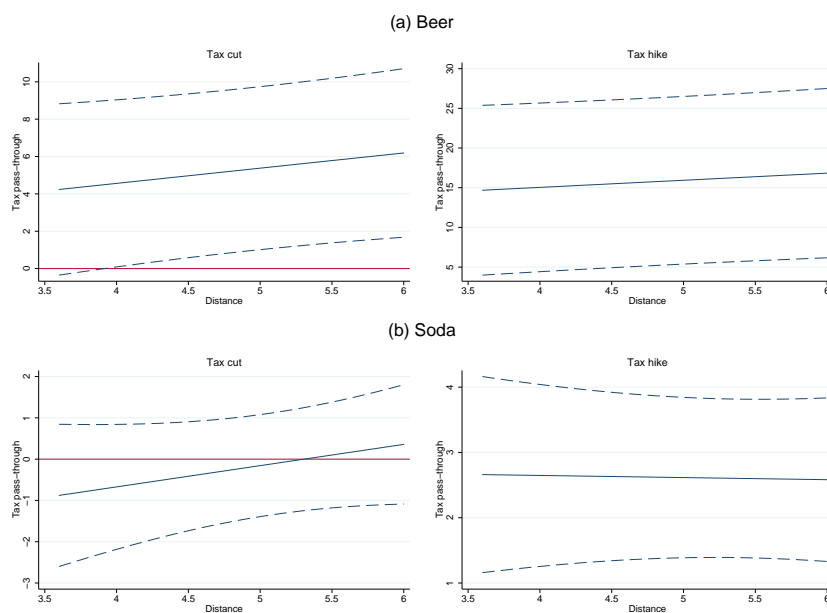 (a) Beer
Tax cut
Tax pass−through
0 2 4 6 8 10
3.5 4 4.5 5 5.5 6
Distance
Tax hike
Tax pass−through
5 10 15 20 25 30
3.5 4 4.5 5 5.5 6
Distance
(b) Soda
Tax cut
Tax pass−through
−3 −2 −1 0 1 2
3.5 4 4.5 5 5.5 6
Distance
Tax hike
Tax pass−through
1 2 3 4
3.5 4 4.5 5 5.5 6
Distance